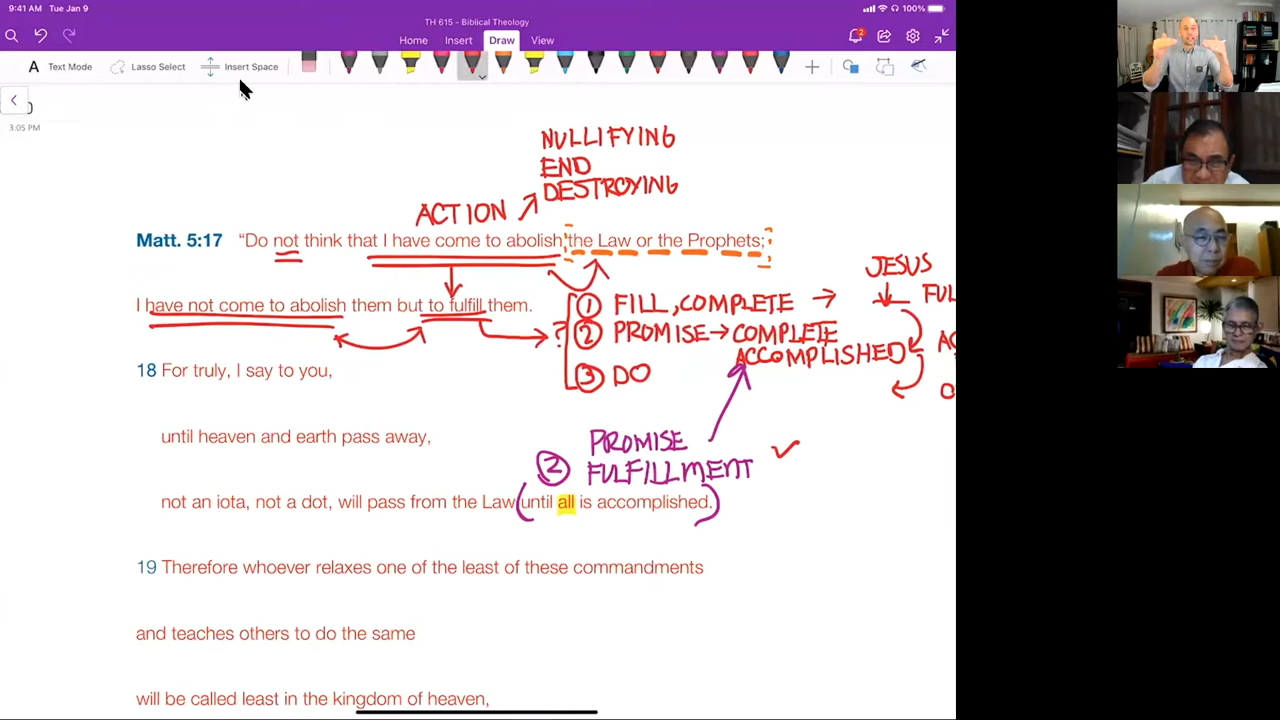 9:41 AM Tue Jan 9
100%
TH 615 - Biblical Theology
Home Insert Draw View
2
A Text Mode Lasso Select Insert Space
3:05 PM
NULLIFYING
END
DESTROYING
ACTION
Matt. 5:17 “Do not think that I have come to abolish the Law or the Prophets;
JESUS
I have not come to abolish them but to fulfill them.
? 1 FILL, COMPLETE → FUL
2 PROMISE → COMPLETE
ACCOMPLISHED
3 DO
18 For truly, I say to you,
until heaven and earth pass away,
2 PROMISE
FULFILLMENT ✓
not an iota, not a dot, will pass from the Law (until all is accomplished.)
19 Therefore whoever relaxes one of the least of these commandments
and teaches others to do the same
will be called least in the kingdom of heaven,